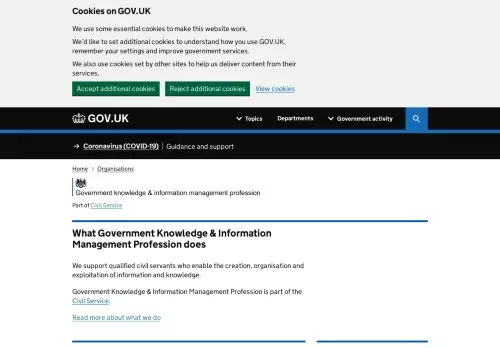 Cookies on GOV.UK
We use some essential cookies to make this website work.
We'd like to set additional cookies to understand how you use GOV.UK,
remember your settings and improve government services.
We also use cookies set by other sites to help us deliver content from their
services.
Accept additional cookies Reject additional cookies View cookies
GOV.UK Topics Departments Government activity
→ Coronavirus (COVID-19) Guidance and support
Home > Organisations
Government knowledge & information management profession
Part of Civil Service
What Government Knowledge & Information
Management Profession does
We support qualified civil servants who enable the creation, organisation and
exploitation of information and knowledge.
Government Knowledge & Information Management Profession is part of the
Civil Service.
Read more about what we do